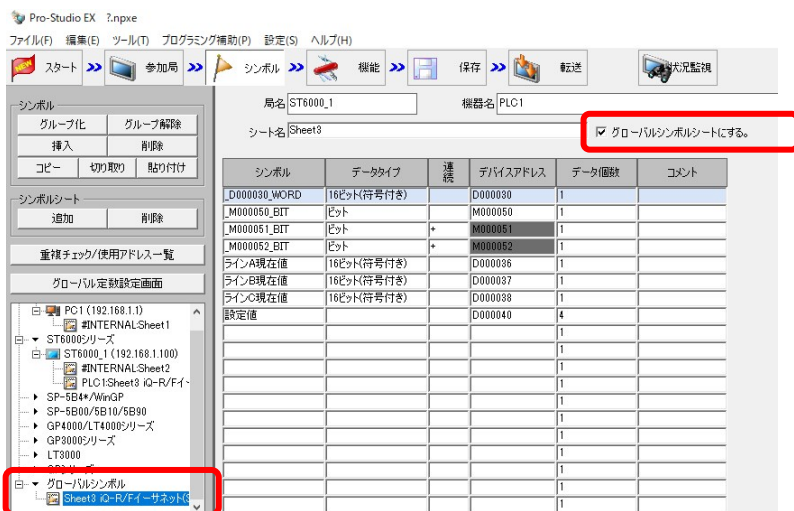 Pro-Studio EX ?.npxe
ファイル(F) 編集(E) ツール(T) プログラミング補助(P) 設定(S) ヘルプ(H)
スタート 参加局 シンボル 機能 保存 転送 状況監視
シンボル
グループ化 グループ解除
挿入 削除
コピー 切り取り 貼り付け
シンボルシート
追加 削除
重複チェック/使用アドレス一覧
グローバル定数設定画面
PC1 (192.168.1.1)
#INTERNAL:Sheet1
ST6000シリーズ
ST6000_1 (192.168.1.100)
#INTERNAL:Sheet2
PLC1:Sheet3 iQ-R/Fイ
SP-5B4*/WinGP
SP-5B00/5B10/5B90
GP4000/LT4000シリーズ
GP3000シリーズ
LT3000
グローバルシンボル
Sheet3 iQ-R/Fイーサネット(S
局名 ST6000_1 機器名 PLC1
シート名 Sheet3 グローバルシンボルシートにする。
シンボル データタイプ 連続 デバイスアドレス データ個数 コメント
_D000030_WORD 16ビット(符号付き) D000030 1
_M000050_BIT ビット M000050 1
_M000051_BIT ビット + M000051 1
_M000052_BIT ビット + M000052 1
ラインA現在値 16ビット(符号付き) D000036 1
ラインB現在値 16ビット(符号付き) D000037 1
ラインC現在値 16ビット(符号付き) D000038 1
設定値 D000040 4
1
1
1
1
1
1
1
1
1
1